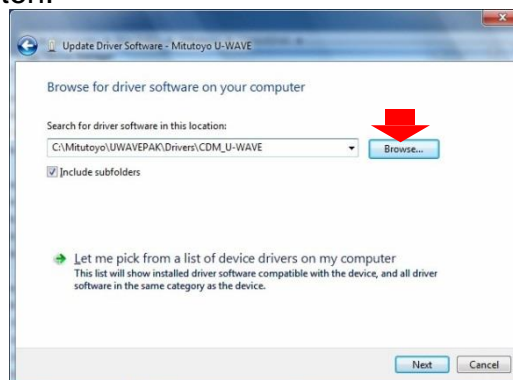 Update Driver Software - Mitutoyo U-WAVE
Browse for driver software on your computer
Search for driver software in this location:
C:\Mitutoyo\UWAVEPAK\Drivers\CDM_U-WAVE
Browse...
Include subfolders
Let me pick from a list of device drivers on my computer
This list will show installed driver software compatible with the device, and all driver
software in the same category as the device.
Next
Cancel